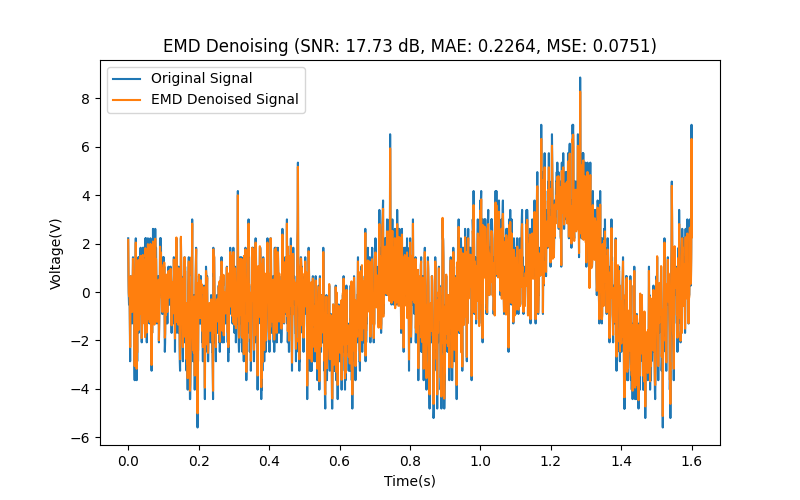 EMD Denoising (SNR: 17.73 dB, MAE: 0.2264, MSE: 0.0751)
Original Signal
EMD Denoised Signal
8
6
4
2
0
−2
−4
−6
Voltage(V)
0.0 0.2 0.4 0.6 0.8 1.0 1.2 1.4 1.6
Time(s)